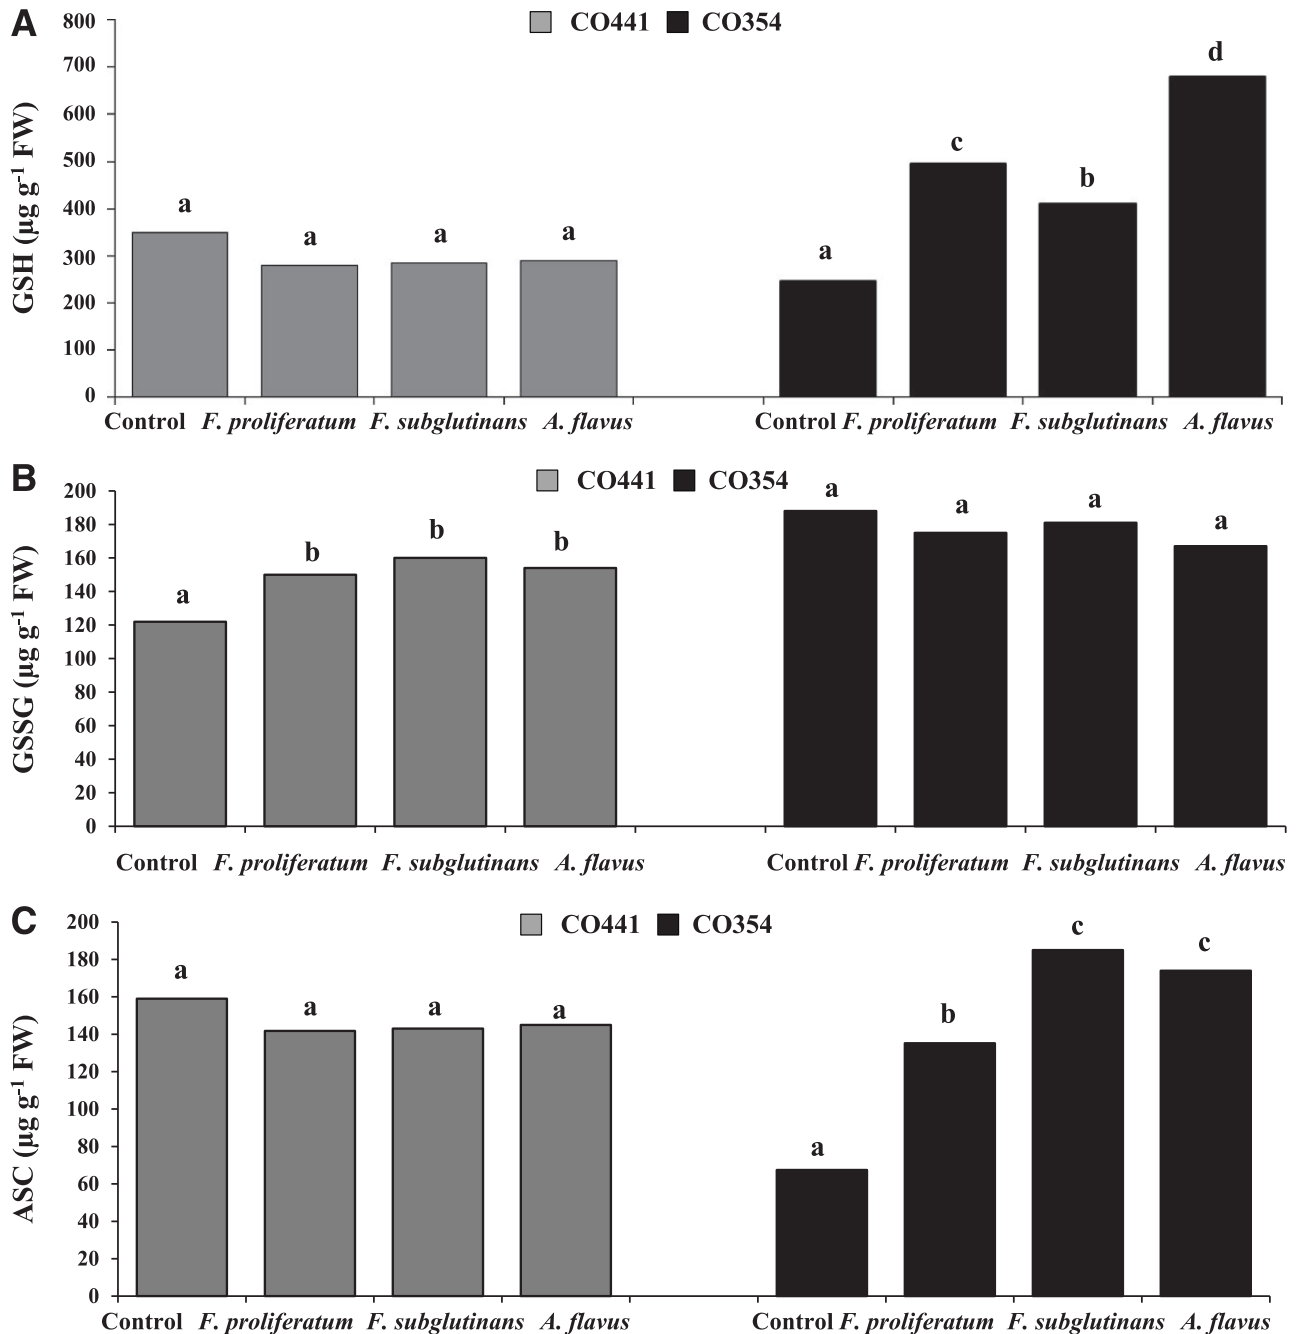 A
CO441 CO354
GSH (µg g⁻¹ FW)
800
700
600
500
400
300
200
100
0
a a a a a c b d
Control F. proliferatum F. subglutinans A. flavus Control F. proliferatum F. subglutinans A. flavus
B
CO441 CO354
GSSG (µg g⁻¹ FW)
200
180
160
140
120
100
80
60
40
20
0
a b b b a a a a
Control F. proliferatum F. subglutinans A. flavus Control F. proliferatum F. subglutinans A. flavus
C
CO441 CO354
ASC (µg g⁻¹ FW)
200
180
160
140
120
100
80
60
40
20
0
a a a a a b c c
Control F. proliferatum F. subglutinans A. flavus Control F. proliferatum F. subglutinans A. flavus